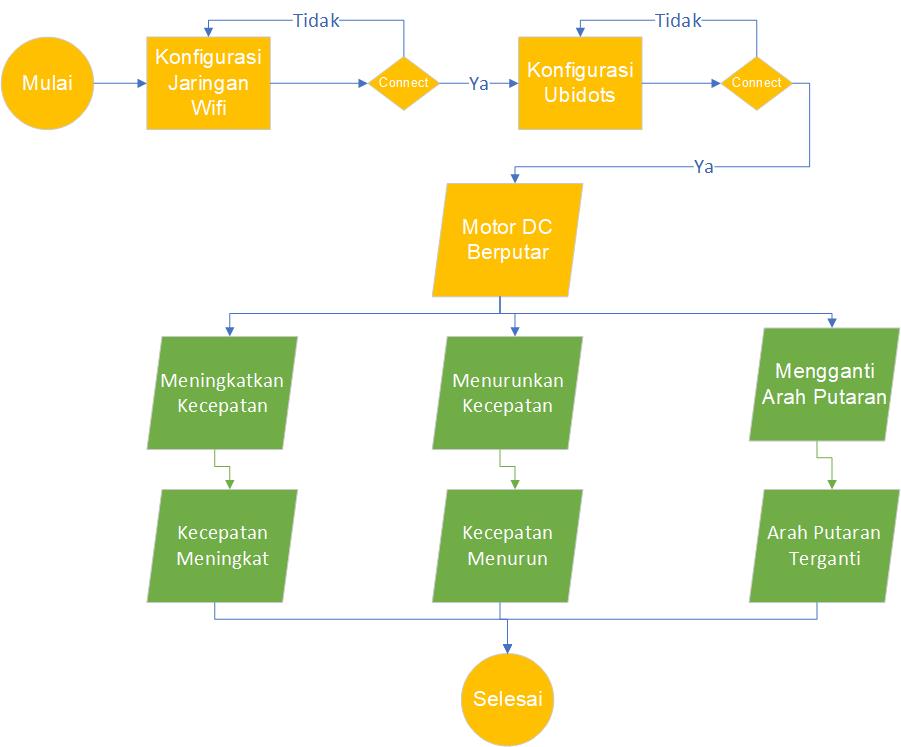 Tidak
Tidak
Mulai
Konfigurasi
Jaringan
Wifi
Connect
Ya
Konfigurasi
Ubidots
Connect
Ya
Motor DC
Berputar
Meningkatkan
Kecepatan
Menurunkan
Kecepatan
Mengganti
Arah Putaran
Kecepatan
Meningkat
Kecepatan
Menurun
Arah Putaran
Terganti
Selesai